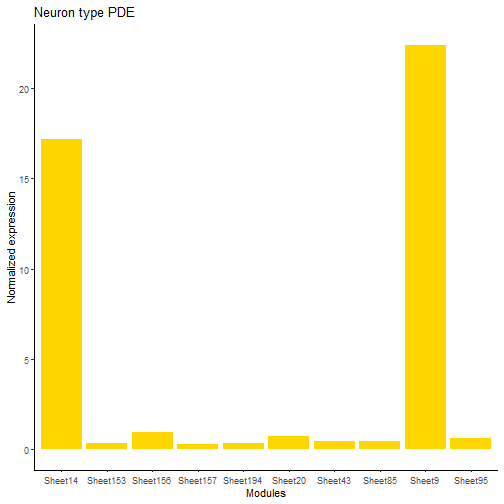 Neuron type PDE
Normalized expression
20
15
10
5
0
Sheet14 Sheet153 Sheet156 Sheet157 Sheet194 Sheet20 Sheet43 Sheet85 Sheet9 Sheet95
Modules